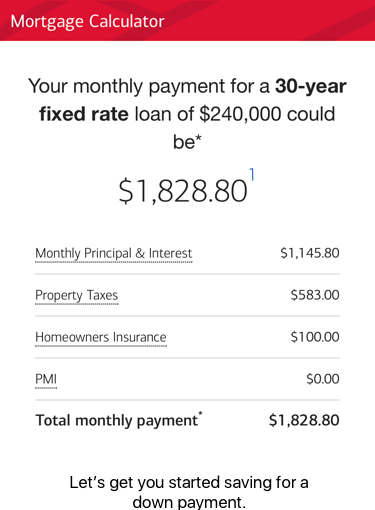 Mortgage Calculator
Your monthly payment for a 30-year
fixed rate loan of $240,000 could
be*
$1,828.80¹
Monthly Principal & Interest $1,145.80
Property Taxes $583.00
Homeowners Insurance $100.00
PMI $0.00
Total monthly payment* $1,828.80
Let’s get you started saving for a
down payment.